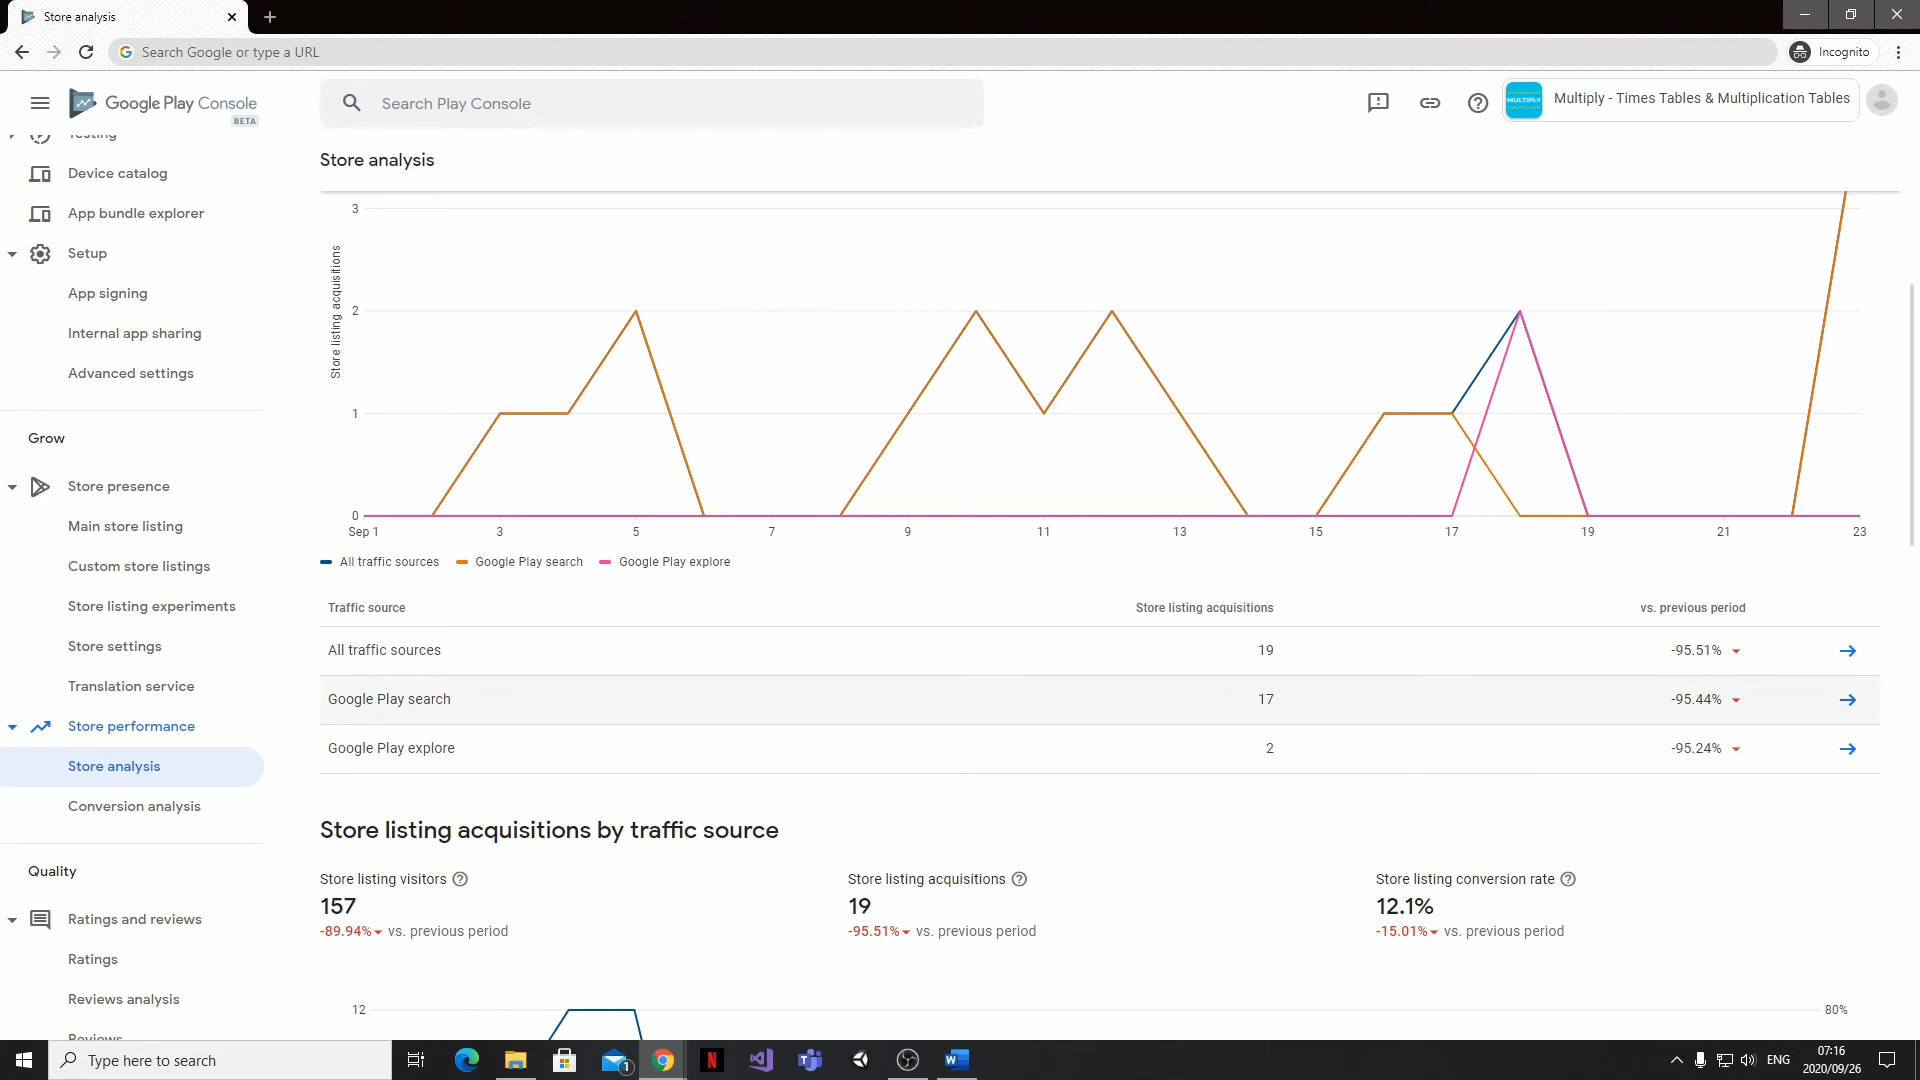 Store analysis
Search Google or type a URL
Incognito
Google Play Console
BETA
Search Play Console
MULTIPLY
Multiply - Times Tables & Multiplication Tables
Testing
Device catalog
App bundle explorer
Setup
App signing
Internal app sharing
Advanced settings
Grow
Store presence
Main store listing
Custom store listings
Store listing experiments
Store settings
Translation service
Store performance
Store analysis
Conversion analysis
Quality
Ratings and reviews
Ratings
Reviews analysis
Reviews
Store analysis
3
2
1
0
Store listing acquisitions
Sep 1 3 5 7 9 11 13 15 17 19 21 23
All traffic sources Google Play search Google Play explore
Traffic source Store listing acquisitions vs. previous period
All traffic sources 19 -95.51%
Google Play search 17 -95.44%
Google Play explore 2 -95.24%
Store listing acquisitions by traffic source
Store listing visitors Store listing acquisitions Store listing conversion rate
157 19 12.1%
-89.94% vs. previous period -95.51% vs. previous period -15.01% vs. previous period
12 80%
Type here to search
1
ENG
07:16
2020/09/26